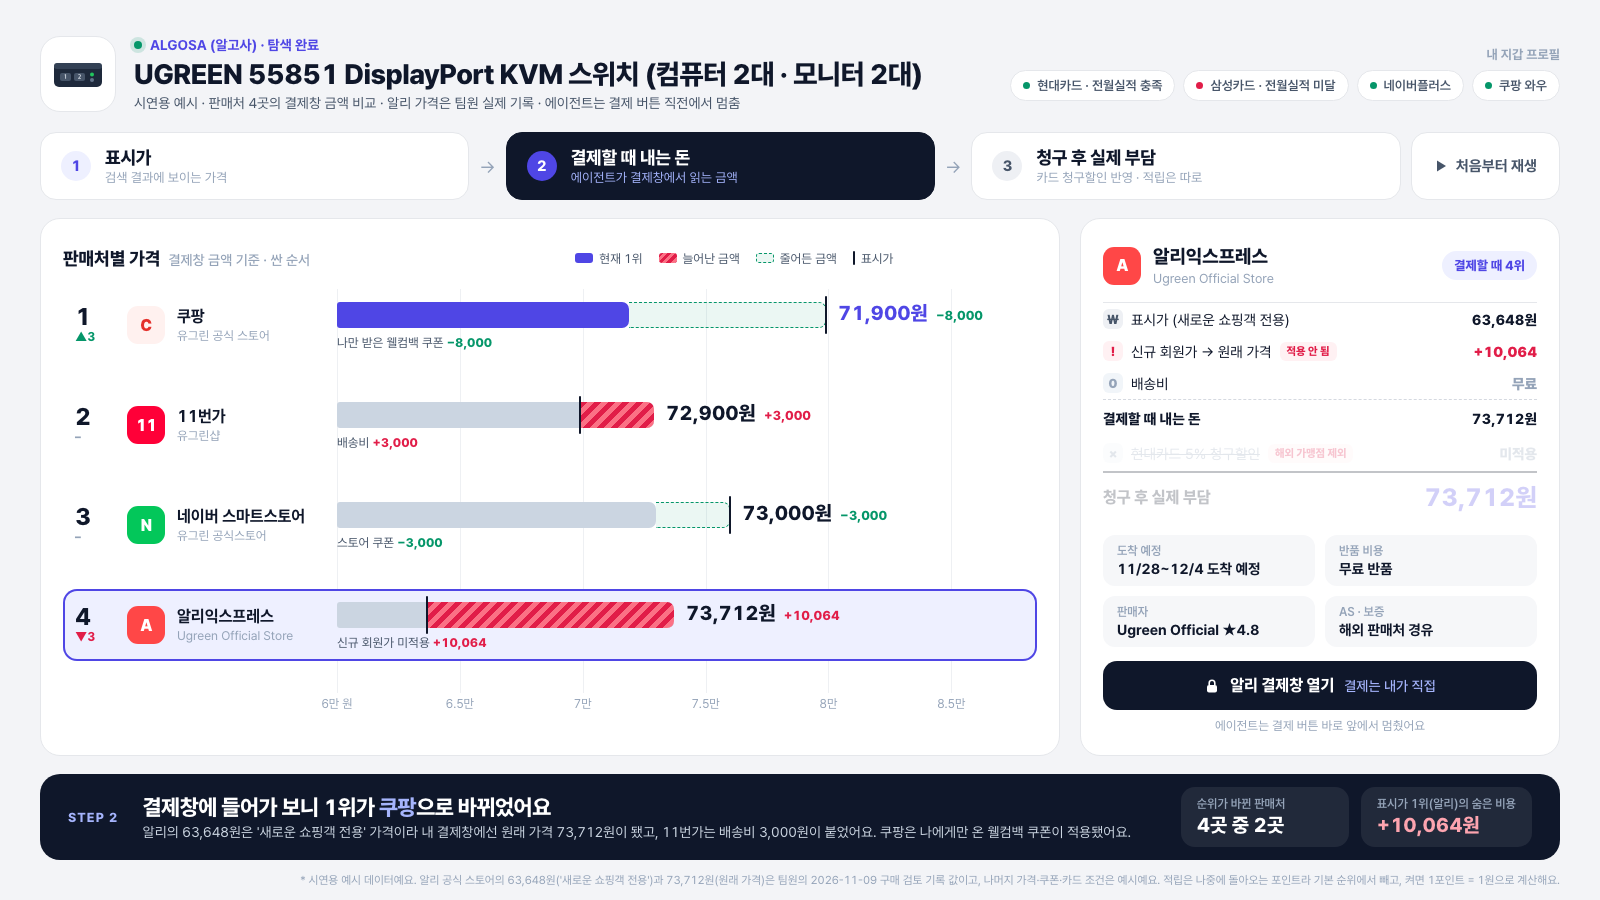 ALGOSA (알고사) · 탐색 완료
UGREEN 55851 DisplayPort KVM 스위치 (컴퓨터 2대 · 모니터 2대)
시연용 예시 · 판매처 4곳의 결제창 금액 비교 · 알리 가격은 팀원 실제 기록 · 에이전트는 결제 버튼 직전에서 멈춤
내 지갑 프로필
현대카드 · 전월실적 충족
삼성카드 · 전월실적 미달
네이버플러스
쿠팡 와우
1 표시가
검색 결과에 보이는 가격
→
2 결제할 때 내는 돈
에이전트가 결제창에서 읽는 금액
→
3 청구 후 실제 부담
카드 청구할인 반영 · 적립은 따로
▶ 처음부터 재생
판매처별 가격 결제창 금액 기준 · 싼 순서
현재 1위 늘어난 금액 줄어든 금액 표시가
1 ▲3
C 쿠팡
유그린 공식 스토어
71,900원 −8,000
나만 받은 웰컴백 쿠폰 −8,000
2 –
11 11번가
유그린샵
72,900원 +3,000
배송비 +3,000
3 –
N 네이버 스마트스토어
유그린 공식스토어
73,000원 −3,000
스토어 쿠폰 −3,000
4 ▼3
A 알리익스프레스
Ugreen Official Store
73,712원 +10,064
신규 회원가 미적용 +10,064
6만 원 6.5만 7만 7.5만 8만 8.5만
A 알리익스프레스
Ugreen Official Store
결제할 때 4위
₩ 표시가 (새로운 쇼핑객 전용) 63,648원
! 신규 회원가 → 원래 가격 적용 안 됨 +10,064
0 배송비 무료
결제할 때 내는 돈 73,712원
× 현대카드 5% 청구할인 해외 가맹점 제외 미적용
청구 후 실제 부담 73,712원
도착 예정
11/28~12/4 도착 예정
반품 비용
무료 반품
판매자
Ugreen Official ★4.8
AS · 보증
해외 판매처 경유
알리 결제창 열기 결제는 내가 직접
에이전트는 결제 버튼 바로 앞에서 멈췄어요
STEP 2
결제창에 들어가 보니 1위가 쿠팡으로 바뀌었어요
알리의 63,648원은 '새로운 쇼핑객 전용' 가격이라 내 결제창에선 원래 가격 73,712원이 됐고, 11번가는 배송비 3,000원이 붙었어요. 쿠팡은 나에게만 온 웰컴백 쿠폰이 적용됐어요.
순위가 바뀐 판매처
4곳 중 2곳
표시가 1위(알리)의 숨은 비용
+10,064원
* 시연용 예시 데이터예요. 알리 공식 스토어의 63,648원('새로운 쇼핑객 전용')과 73,712원(원래 가격)은 팀원의 2026-11-09 구매 검토 기록 값이고, 나머지 가격·쿠폰·카드 조건은 예시예요. 적립은 나중에 돌아오는 포인트라 기본 순위에서 빼고, 켜면 1포인트 = 1원으로 계산해요.